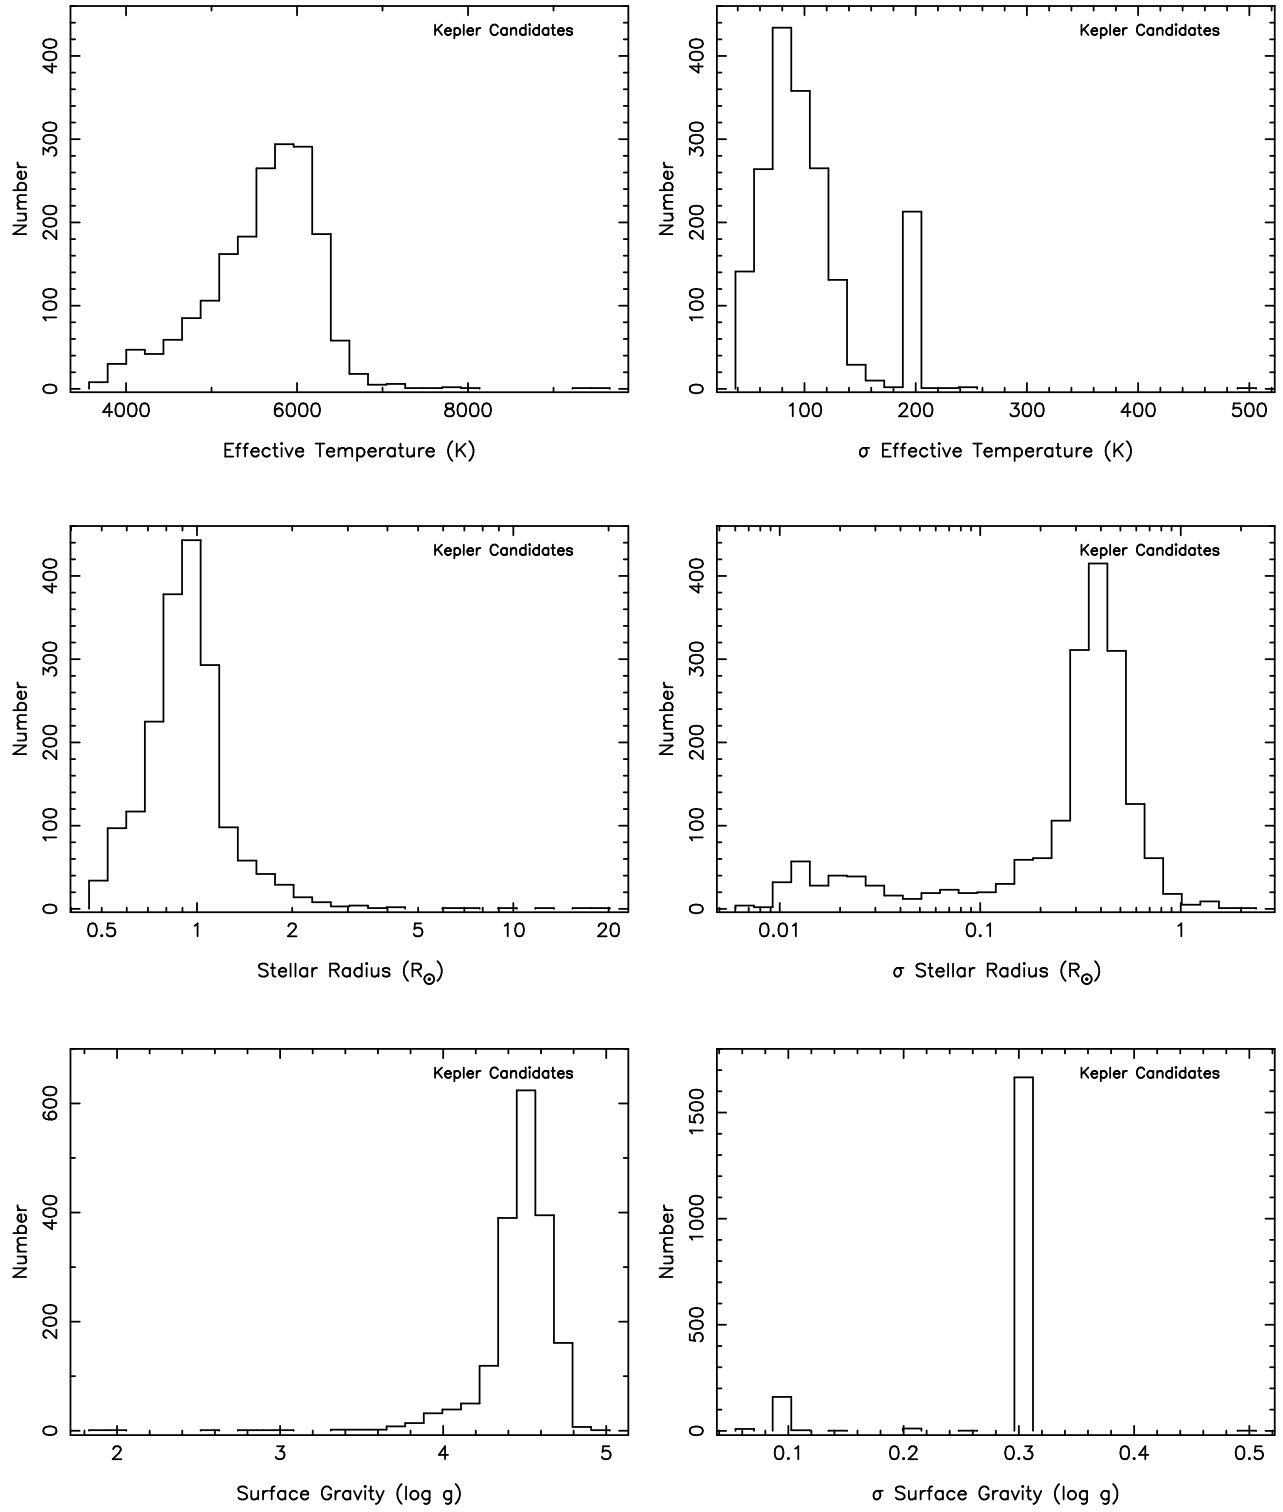 Kepler Candidates
Number
0
100
200
300
400
4000 6000 8000
Effective Temperature (K)
Kepler Candidates
Number
0
100
200
300
400
100 200 300 400 500
σ Effective Temperature (K)
Kepler Candidates
Number
0
100
200
300
400
0.5 1 2 5 10 20
Stellar Radius (R⊙)
Kepler Candidates
Number
0
100
200
300
400
0.01 0.1 1
σ Stellar Radius (R⊙)
Kepler Candidates
Number
0
200
400
600
2 3 4 5
Surface Gravity (log g)
Kepler Candidates
Number
0
500
1000
1500
0.1 0.2 0.3 0.4 0.5
σ Surface Gravity (log g)